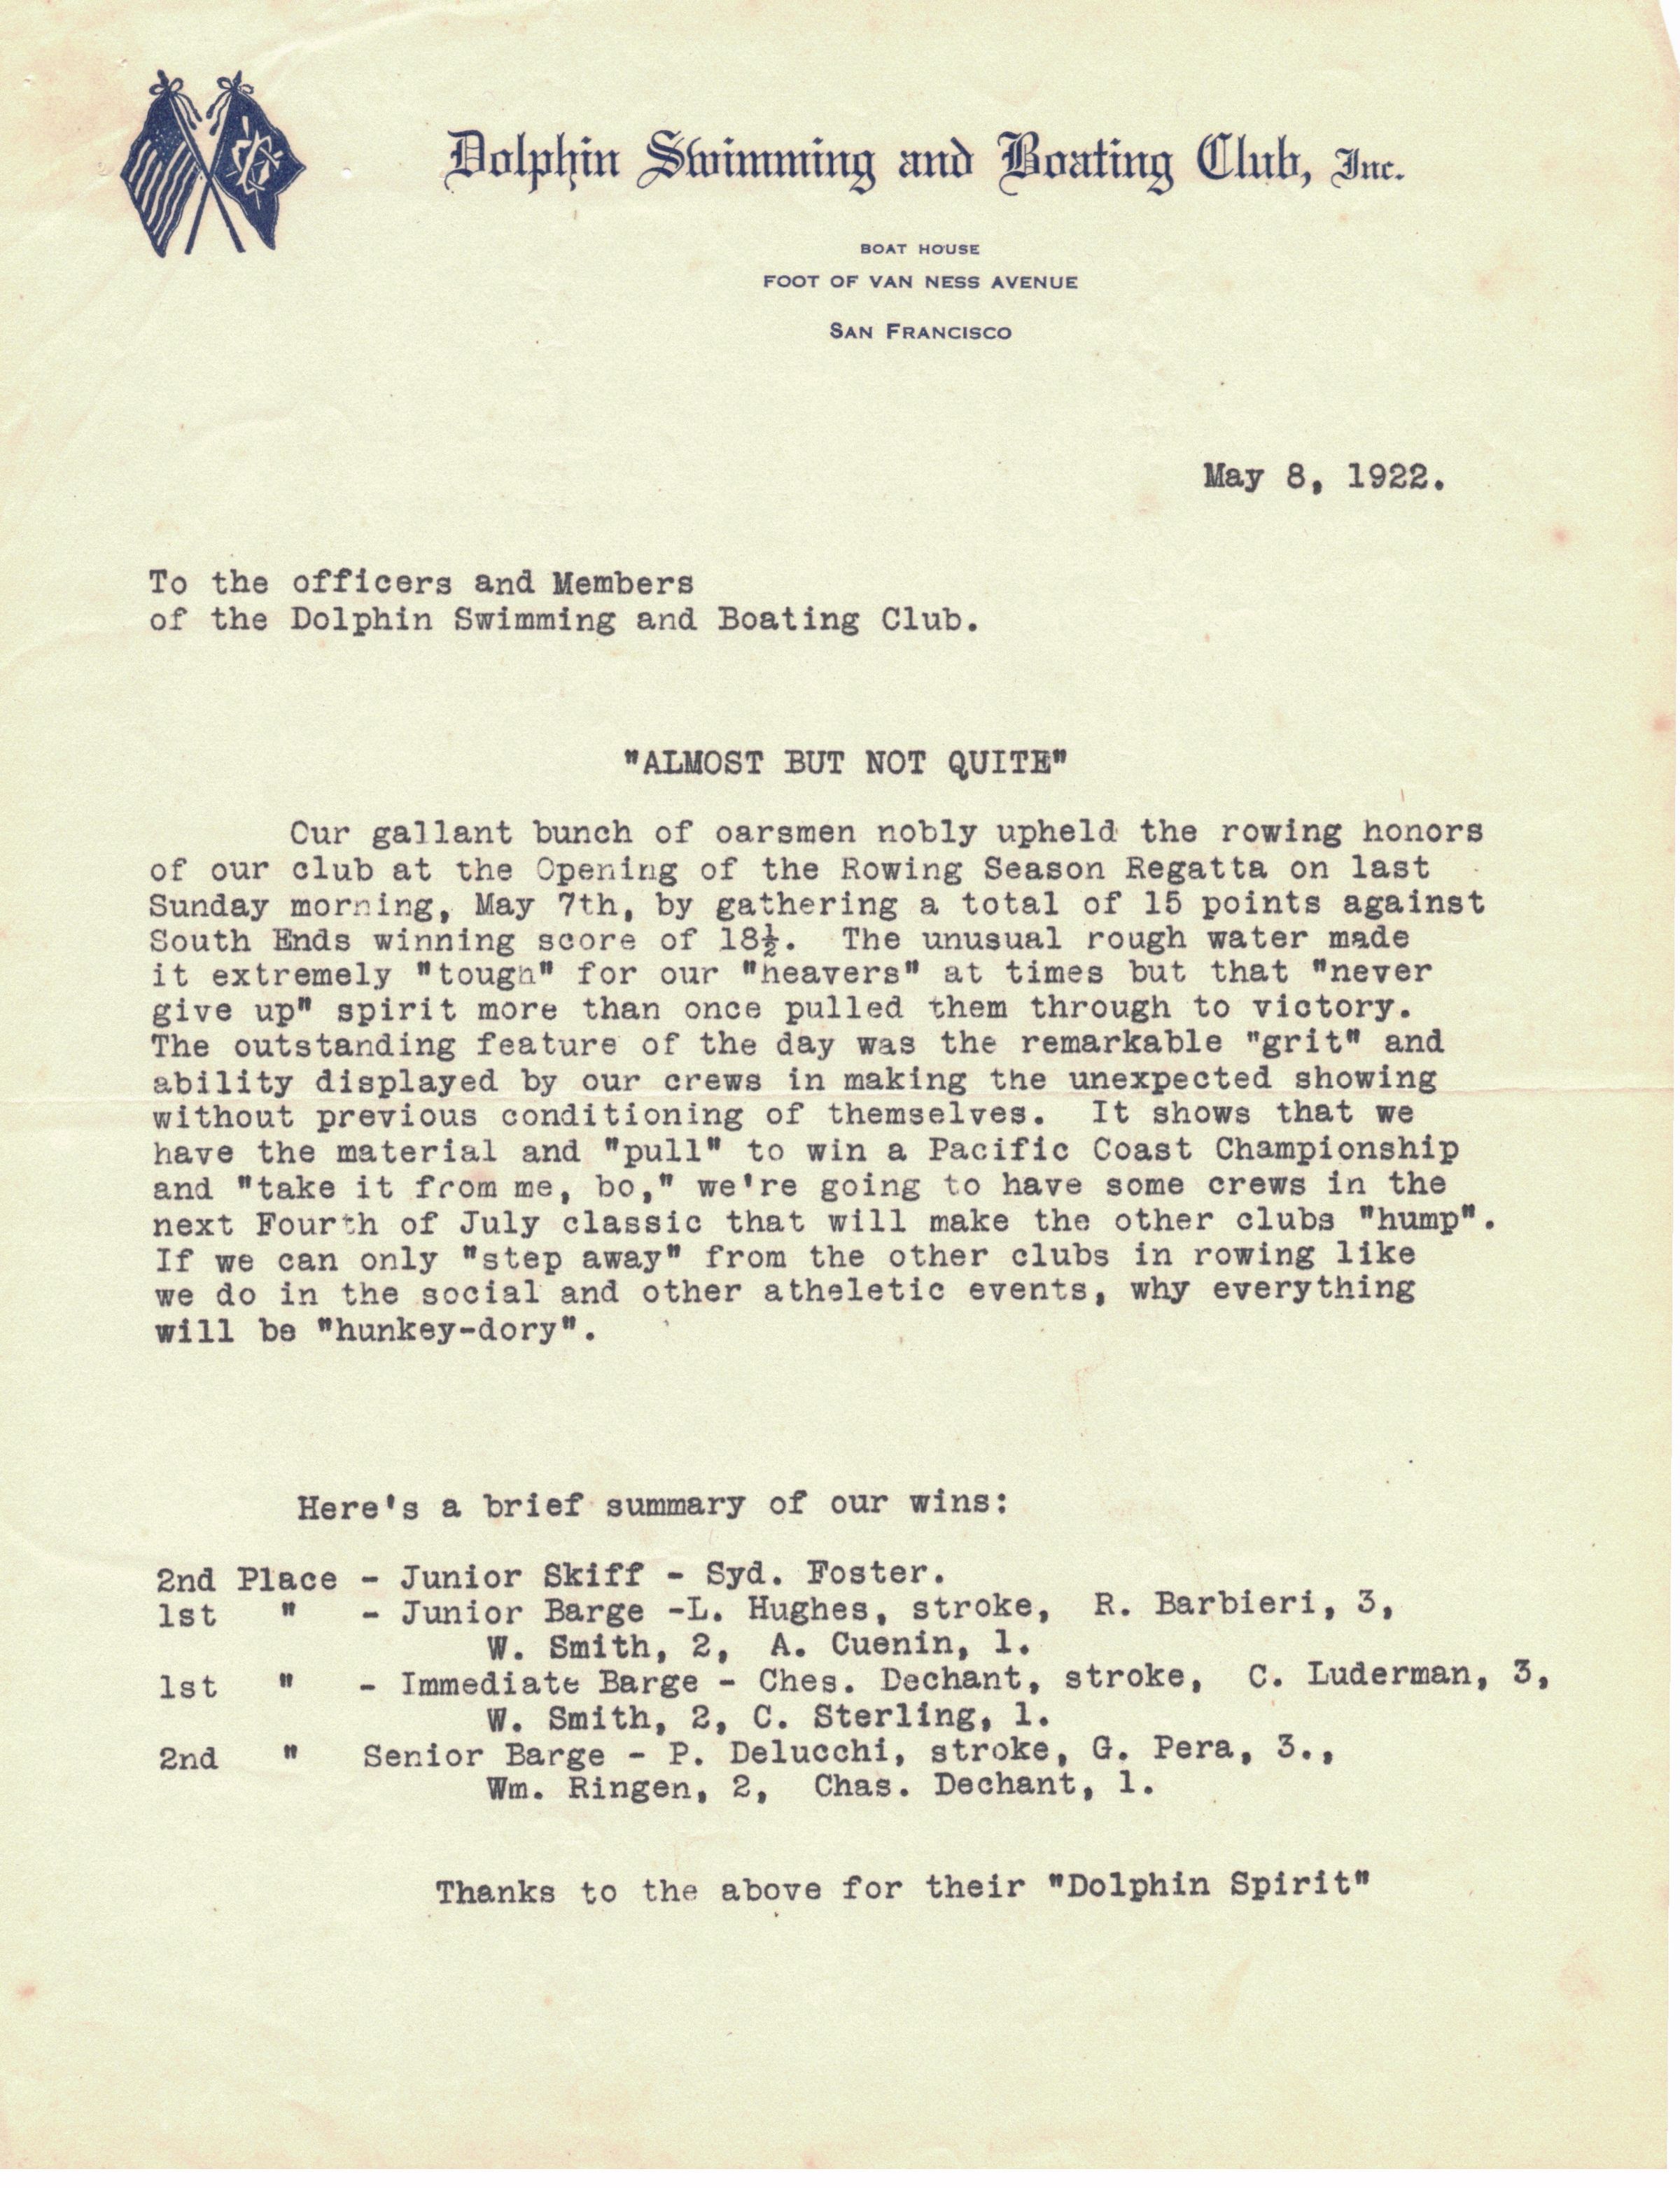 Dolphin Swimming and Boating Club, Inc.
BOAT HOUSE
FOOT OF VAN NESS AVENUE
SAN FRANCISCO
May 8, 1922.
To the officers and Members
of the Dolphin Swimming and Boating Club.
"ALMOST BUT NOT QUITE"
Our gallant bunch of oarsmen nobly upheld the rowing honors
of our club at the Opening of the Rowing Season Regatta on last
Sunday morning, May 7th, by gathering a total of 15 points against
South Ends winning score of 18½. The unusual rough water made
it extremely "tough" for our "heavers" at times but that "never
give up" spirit more than once pulled them through to victory.
The outstanding feature of the day was the remarkable "grit" and
ability displayed by our crews in making the unexpected showing
without previous conditioning of themselves. It shows that we
have the material and "pull" to win a Pacific Coast Championship
and "take it from me, bo," we're going to have some crews in the
next Fourth of July classic that will make the other clubs "hump".
If we can only "step away" from the other clubs in rowing like
we do in the social and other atheletic events, why everything
will be "hunkey-dory".
Here's a brief summary of our wins:
2nd Place - Junior Skiff - Syd. Foster.
1st " - Junior Barge -L. Hughes, stroke, R. Barbieri, 3,
W. Smith, 2, A. Cuenin, 1.
1st " - Immediate Barge - Ches. Dechant, stroke, C. Luderman, 3,
W. Smith, 2, C. Sterling, 1.
2nd " Senior Barge - P. Delucchi, stroke, G. Pera, 3.,
Wm. Ringen, 2, Chas. Dechant, 1.
Thanks to the above for their "Dolphin Spirit"